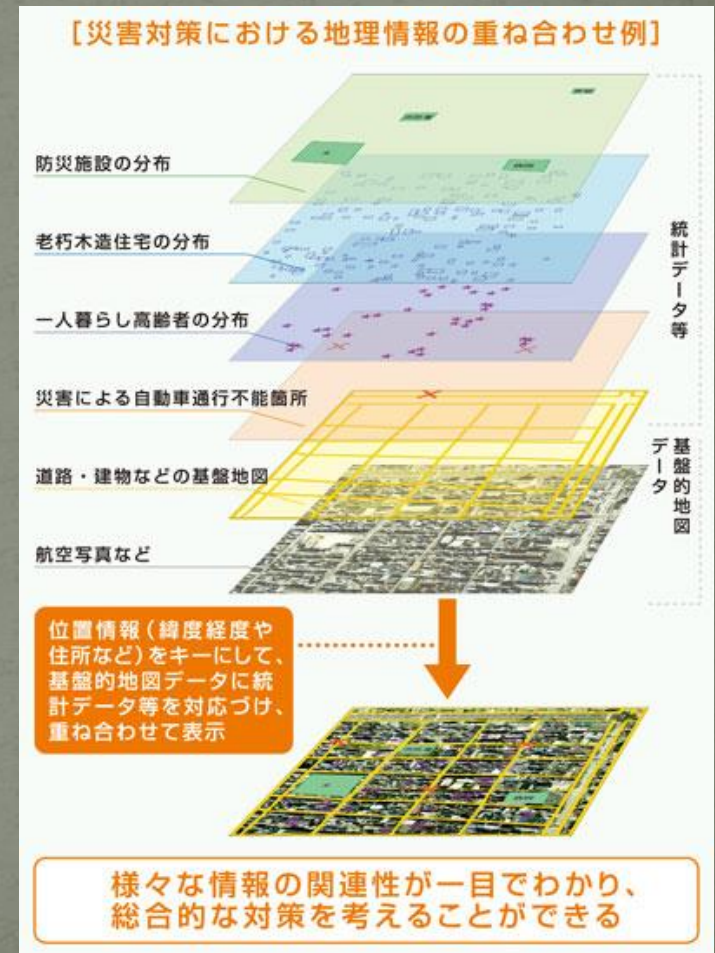 [災害対策における地理情報の重ね合わせ例]
防災施設の分布
老朽木造住宅の分布
一人暮らし高齢者の分布
災害による自動車通行不能箇所
道路・建物などの基盤地図
航空写真など
統計データ等
基盤的地図
データ
位置情報(緯度経度や
住所など)をキーにして、
基盤的地図データに統
計データ等を対応づけ、
重ね合わせて表示
様々な情報の関連性が一目でわかり、
総合的な対策を考えることができる